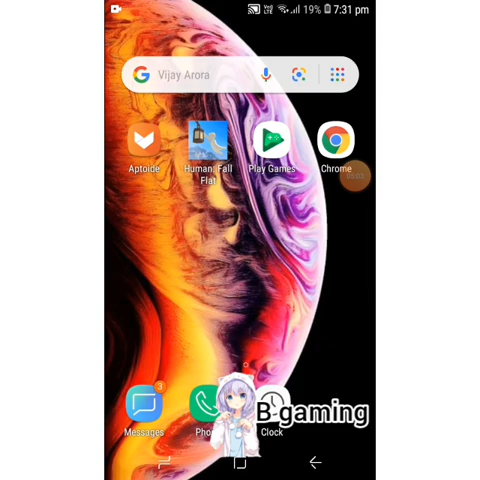 19% 7:31 pm
Vijay Arora
Aptoide
Human: Fall
Flat
Play Games
Chrome
3
Messages
Phone
Clock
B gaming